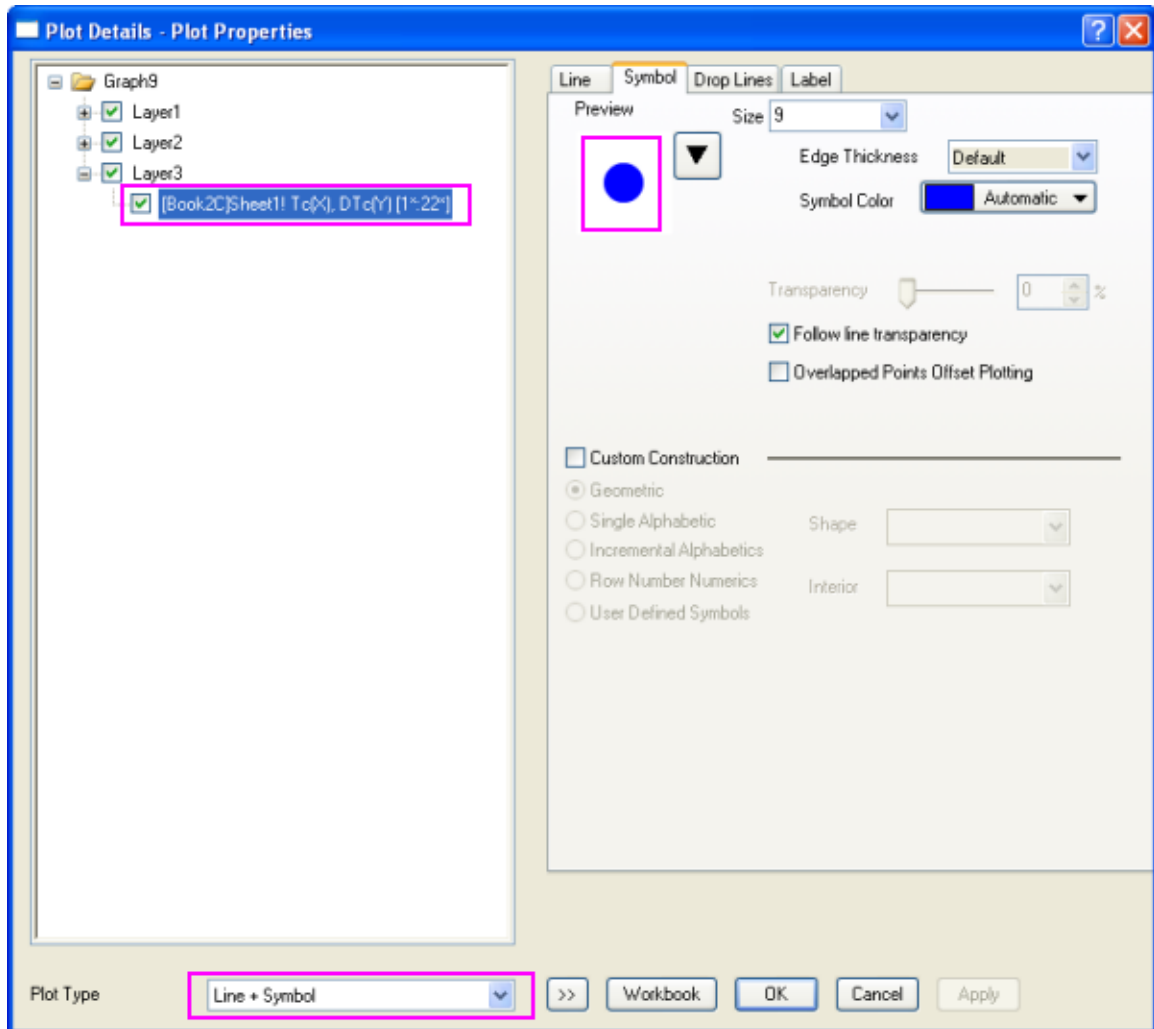 Plot Details - Plot Properties
Graph9
Layer1
Layer2
Layer3
[Book2C]Sheet1! Tc(X), DTc(Y) [1*:22*]
Line Symbol Drop Lines Label
Preview
Size 9
Edge Thickness Default
Symbol Color Automatic
Transparency 0 %
Follow line transparency
Overlapped Points Offset Plotting
Custom Construction
Geometric
Single Alphabetic
Shape
Incremental Alphabetics
Row Number Numerics
Interior
User Defined Symbols
Plot Type Line + Symbol >> Workbook OK Cancel Apply